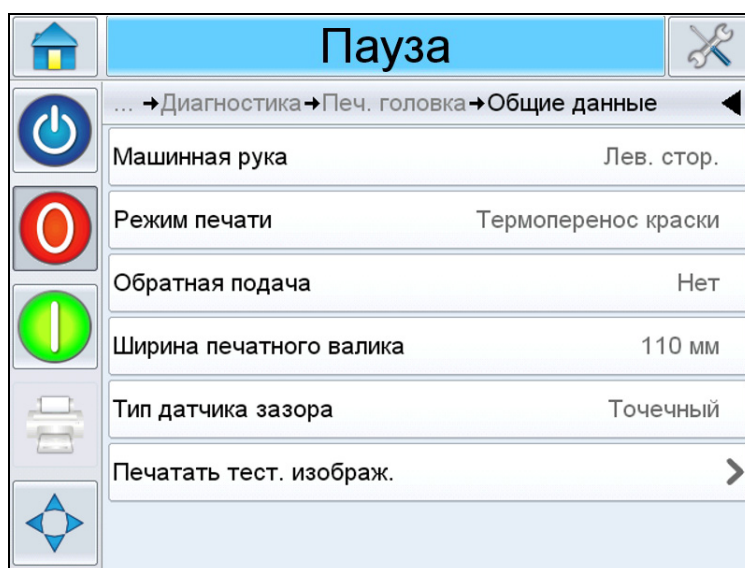 Пауза
... →Диагностика→Печ. головка→Общие данные
Машинная рука Лев. стор.
Режим печати Термоперенос краски
Обратная подача Нет
Ширина печатного валика 110 мм
Тип датчика зазора Точечный
Печатать тест. изображ.